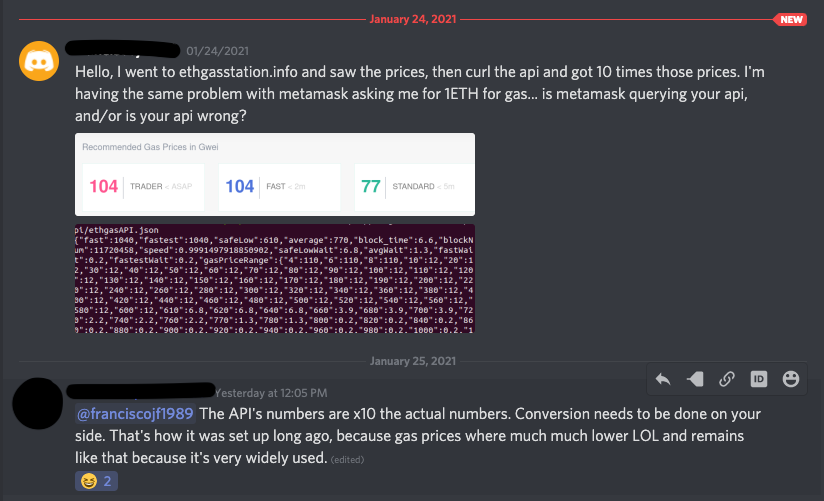 January 24, 2021
NEW
01/24/2021
Hello, I went to ethgasstation.info and saw the prices, then curl the api and got 10 times those prices. I'm
having the same problem with metamask asking me for 1ETH for gas... is metamask querying your api,
and/or is your api wrong?
Recommended Gas Prices in Gwei
104 TRADER < ASAP 104 FAST < 2m 77 STANDARD < 5m
pi/ethgasAPI.json
{"fast":1040,"fastest":1040,"safeLow":610,"average":770,"block_time":6.6,"blockN
um":11720458,"speed":0.9991497918850902,"safeLowWait":6.8,"avgWait":1.3,"fastWai
t":0.2,"fastestWait":0.2,"gasPriceRange":{"4":110,"6":110,"8":110,"10":12,"20":1
2,"30":12,"40":12,"50":12,"60":12,"70":12,"80":12,"90":12,"100":12,"110":12,"120
":12,"130":12,"140":12,"150":12,"160":12,"170":12,"180":12,"190":12,"200":12,"22
0":12,"240":12,"260":12,"280":12,"300":12,"320":12,"340":12,"360":12,"380":12,"4
00":12,"420":12,"440":12,"460":12,"480":12,"500":12,"520":12,"540":12,"560":12,"
580":12,"600":12,"610":6.8,"620":6.8,"640":6.8,"660":3.9,"680":3.9,"700":3.9,"72
0":2.2,"740":2.2,"760":2.2,"770":1.3,"780":1.3,"800":0.2,"820":0.2,"840":0.2,"86
0":0.2,"880":0.2,"900":0.2,"920":0.2,"940":0.2,"960":0.2,"980":0.2,"1000":0.2,"1
January 25, 2021
ID
Yesterday at 12:05 PM
@franciscojf1989 The API's numbers are x10 the actual numbers. Conversion needs to be done on your
side. That's how it was set up long ago, because gas prices where much much lower LOL and remains
like that because it's very widely used. (edited)
2